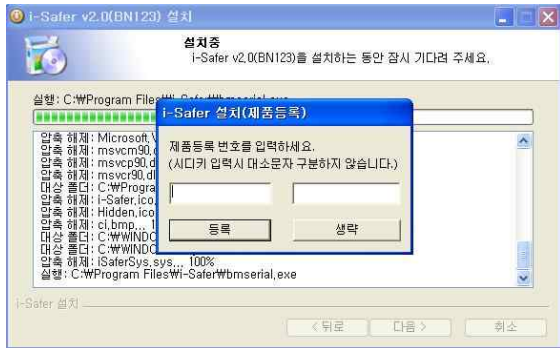 i-Safer v2.0(BN123) 설치
설치중
i-Safer v2.0(BN123)을 설치하는 동안 잠시 기다려 주세요.
실행: C:₩Program Files₩i-Safer₩bmserial.exe
i-Safer 설치(제품등록)
제품등록 번호를 입력하세요.
(시디키 입력시 대소문자 구분하지 않습니다.)
등록
생략
압축 해제: Microsoft.
압축 해제: msvcm90.d
압축 해제: msvcp90.d
압축 해제: msvcr90.dl
대상 폴더: C:₩Progra
압축 해제: i-Safer.ico
압축 해제: Hidden.ico
압축 해제: ci.bmp... 1
대상 폴더: C:₩WINDO
대상 폴더: C:₩WINDO
압축 해제: iSaferSys.sys... 100%
실행: C:₩Program Files₩i-Safer₩bmserial.exe
i-Safer 설치
< 뒤로
다음 >
취소